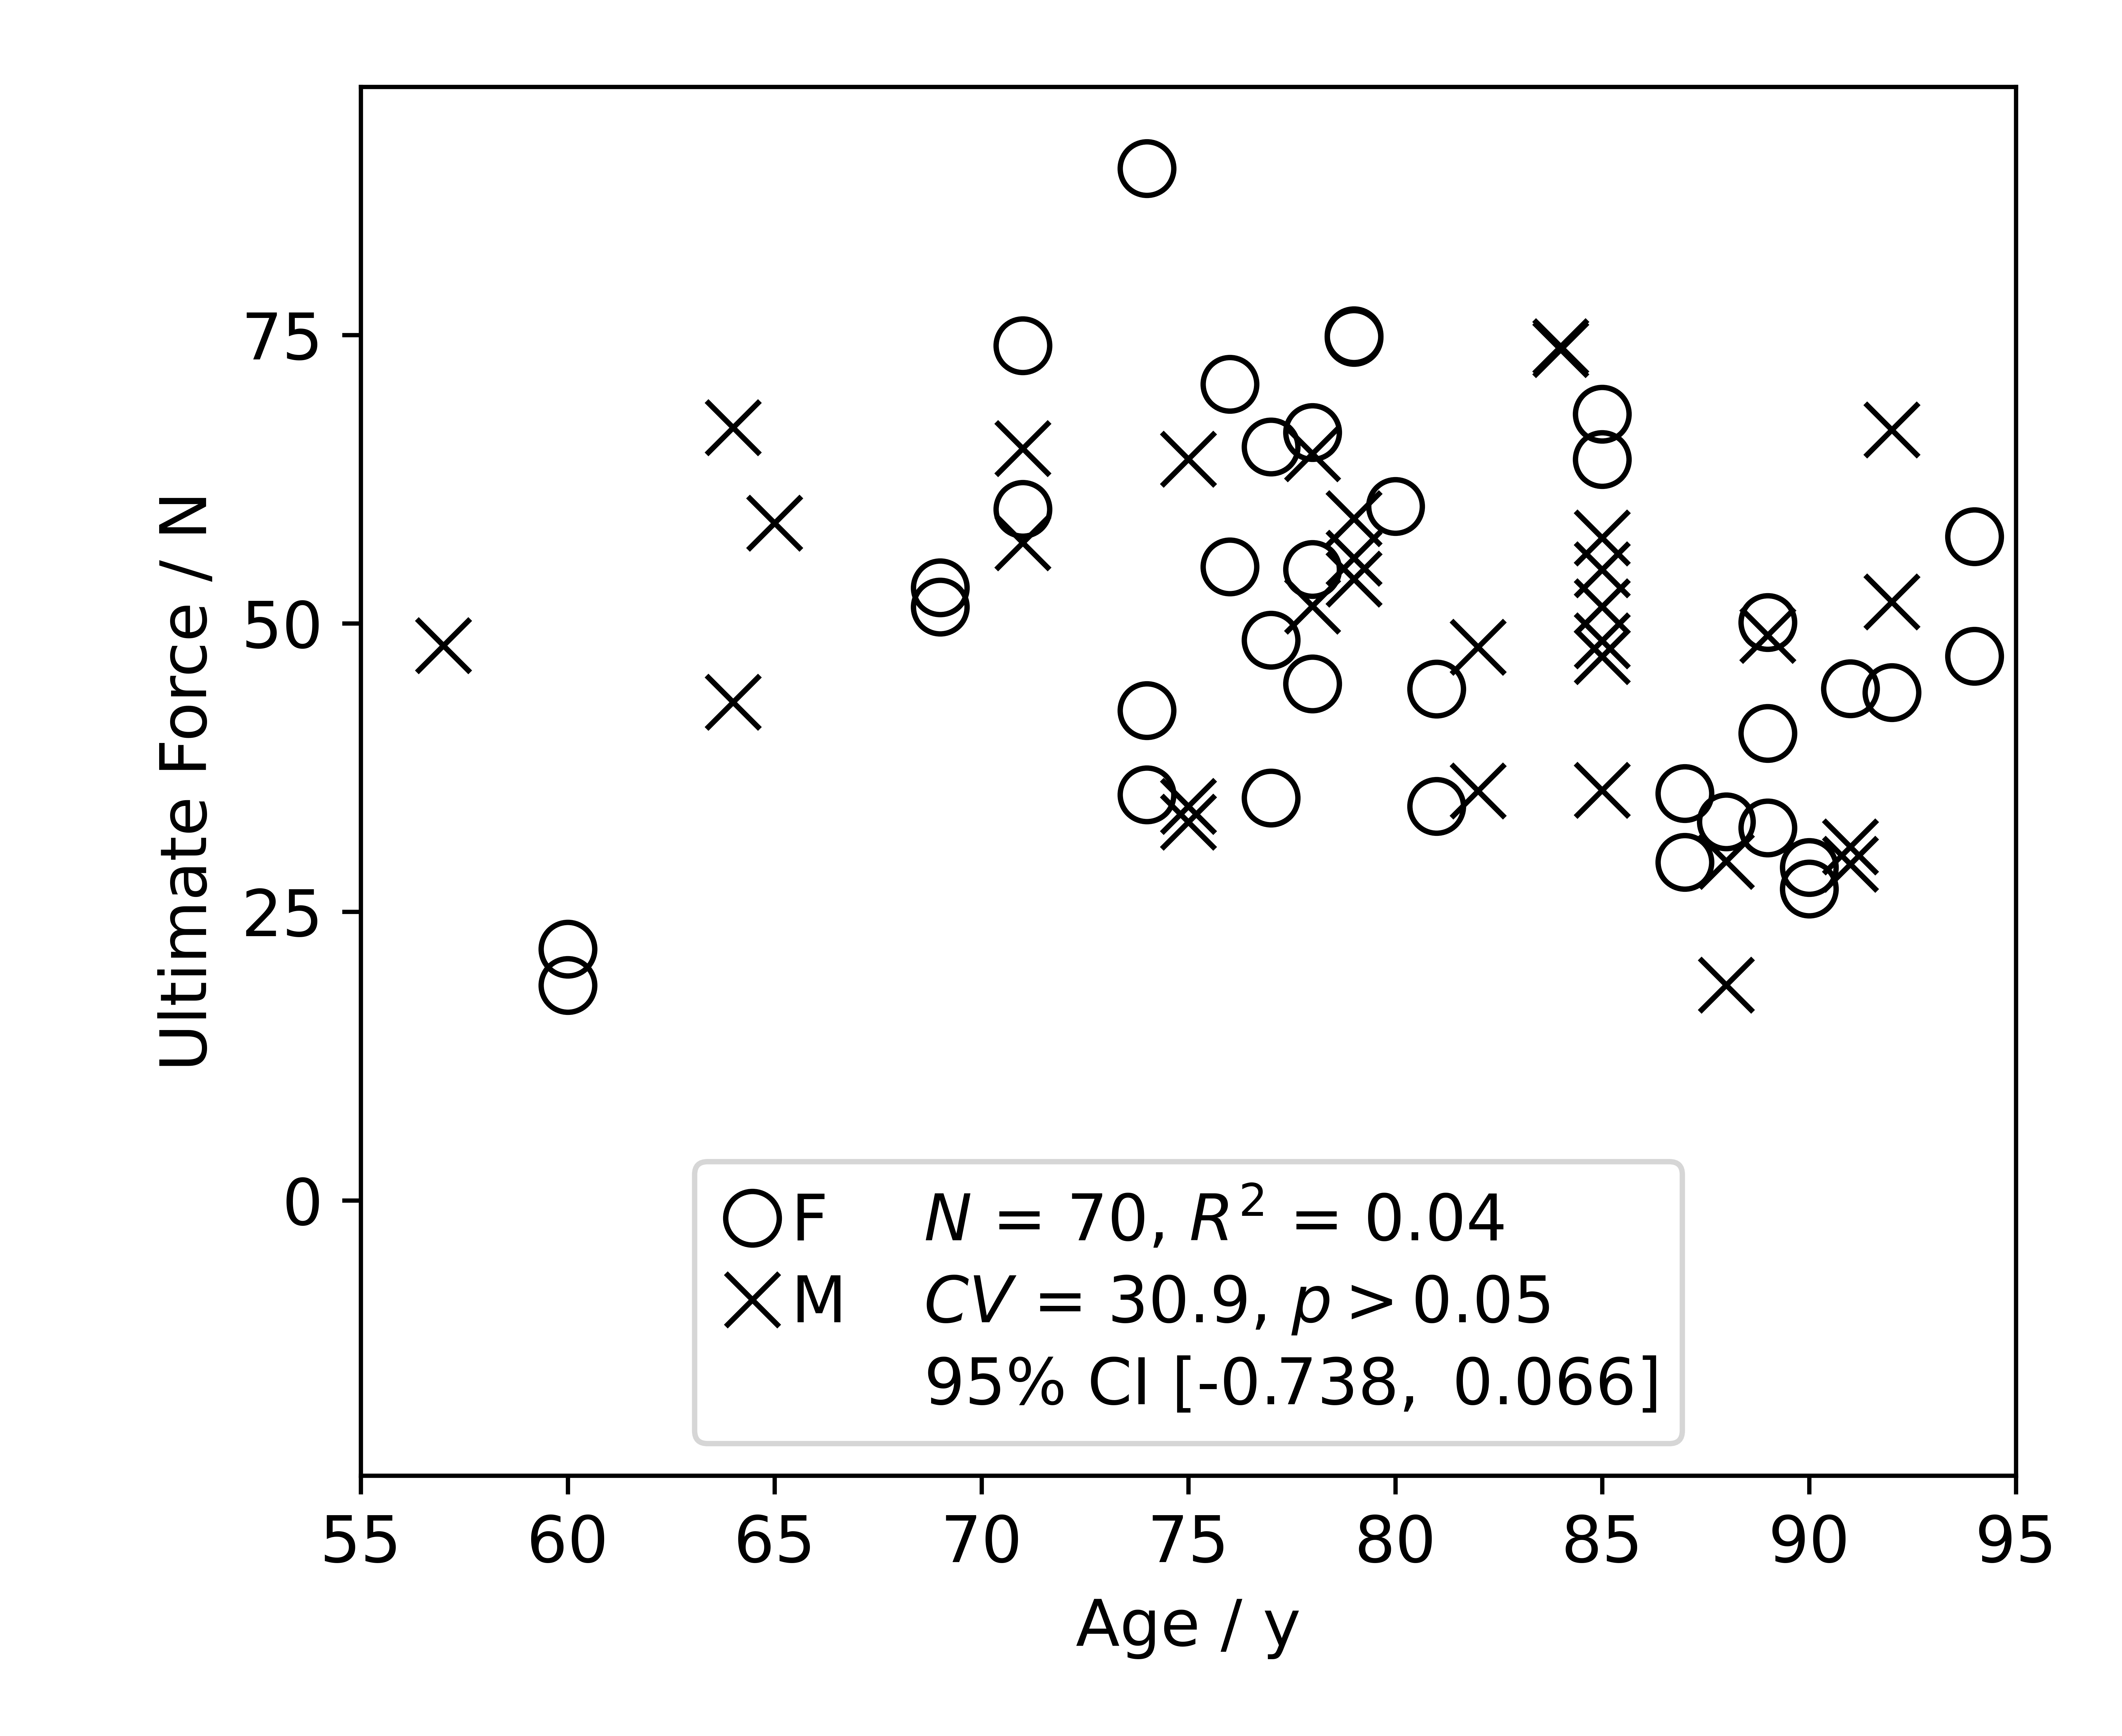 Ultimate Force / N
75
50
25
0
F N = 70, R² = 0.04
M CV = 30.9, p > 0.05
95% CI [-0.738, 0.066]
55 60 65 70 75 80 85 90 95
Age / y